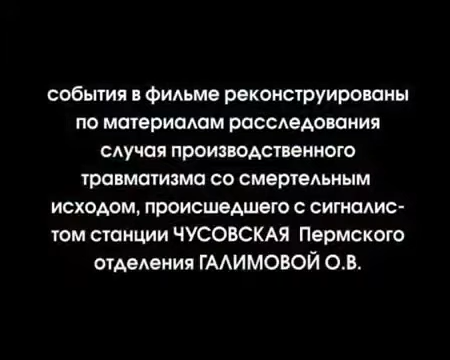 события в фильме реконструированы
по материалам расследования
случая производственного
травматизма со смертельным
исходом, происшедшего с сигналис-
том станции ЧУСОВСКАЯ Пермского
отделения ГАЛИМОВОЙ О.В.